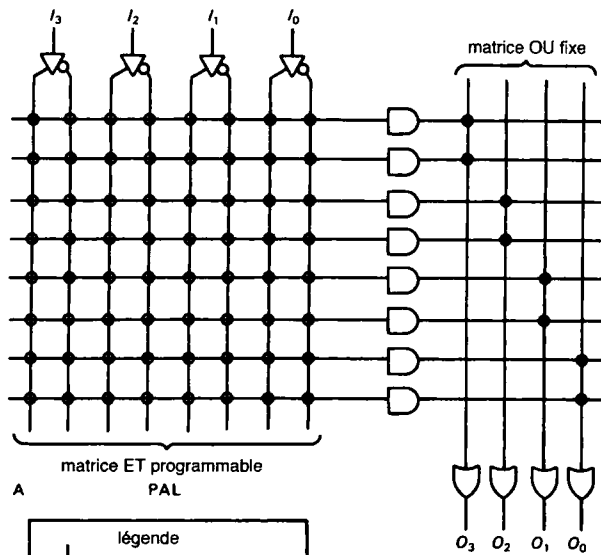 I3 I2 I1 I0
matrice OU fixe
matrice ET programmable
A PAL
O3 O2 O1 O0
légende